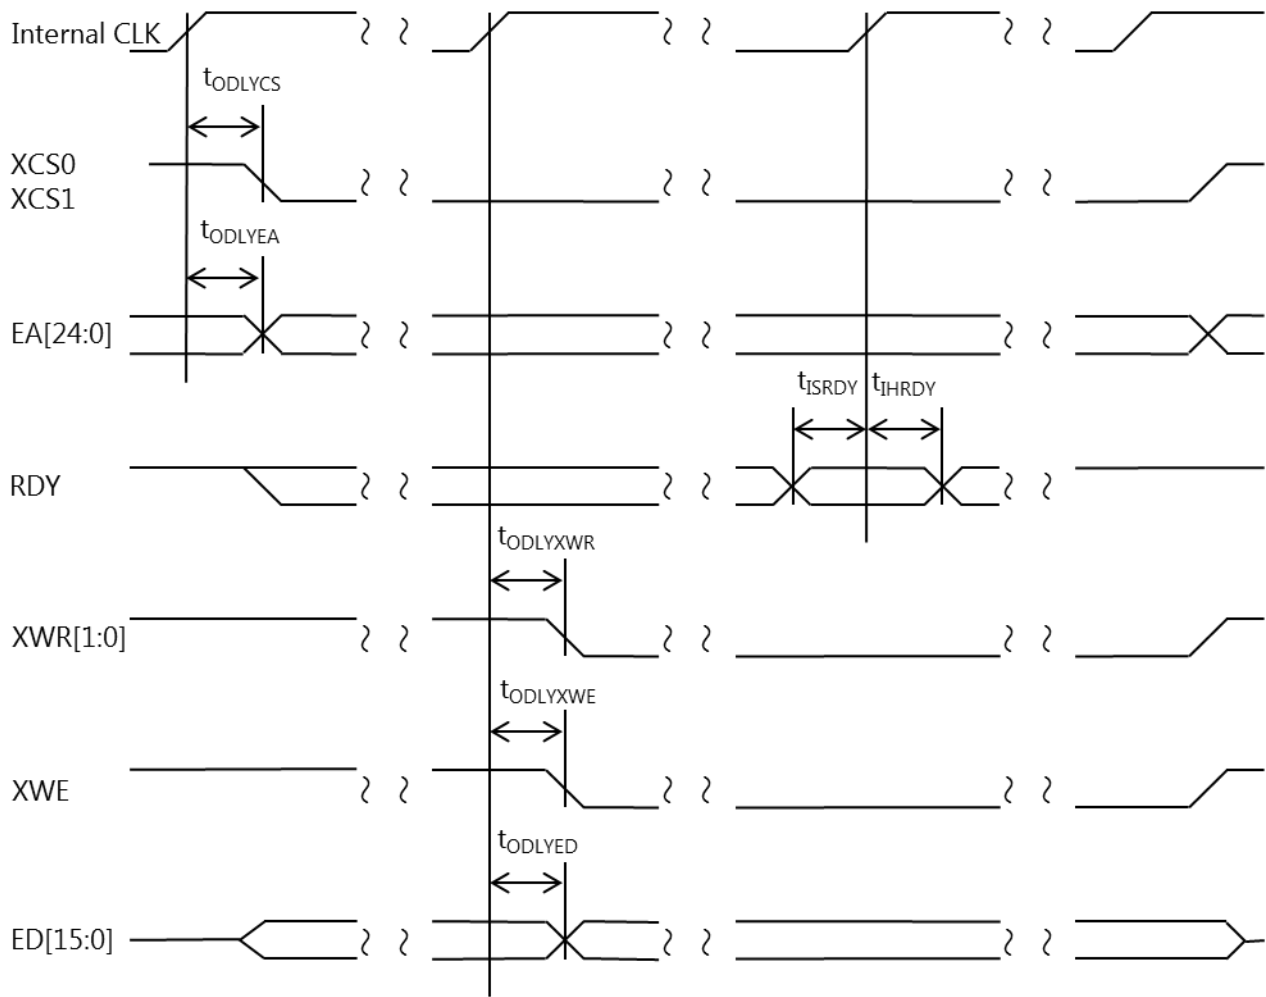 Internal CLK
tODLYCS
XCS0
XCS1
tODLYEA
EA[24:0]
tISRDY tIHRDY
RDY
tODLYXWR
XWR[1:0]
tODLYXWE
XWE
tODLYED
ED[15:0]